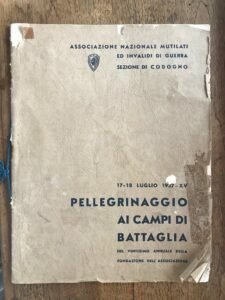 ASSOCIAZIONE NAZIONALE MUTILATI
ED INVALIDI DI GUERRA
SEZIONE DI CODOGNO
17-18 LUGLIO 1937-XV
PELLEGRINAGGIO
AI CAMPI DI
BATTAGLIA
NEL VENTESIMO ANNUALE DELLA
FONDAZIONE DELL'ASSOCIAZIONE